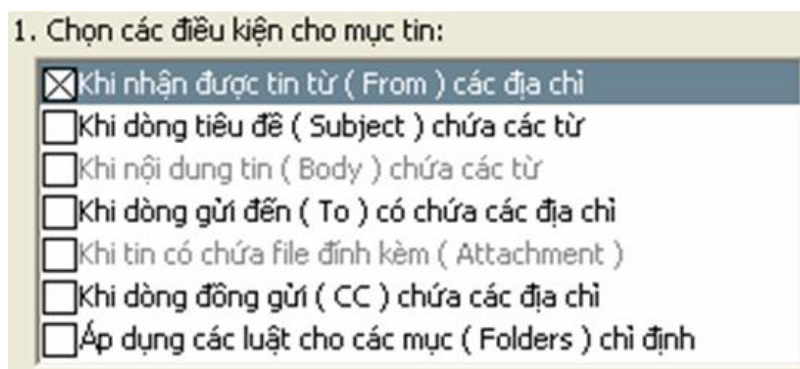 1. Chọn các điều kiện cho mục tin:
Khi nhận được tin từ ( From ) các địa chỉ
Khi dòng tiêu đề ( Subject ) chứa các từ
Khi nội dung tin ( Body ) chứa các từ
Khi dòng gửi đến ( To ) có chứa các địa chỉ
Khi tin có chứa file đính kèm ( Attachment )
Khi dòng đồng gửi ( CC ) chứa các địa chỉ
Áp dụng các luật cho các mục ( Folders ) chỉ định